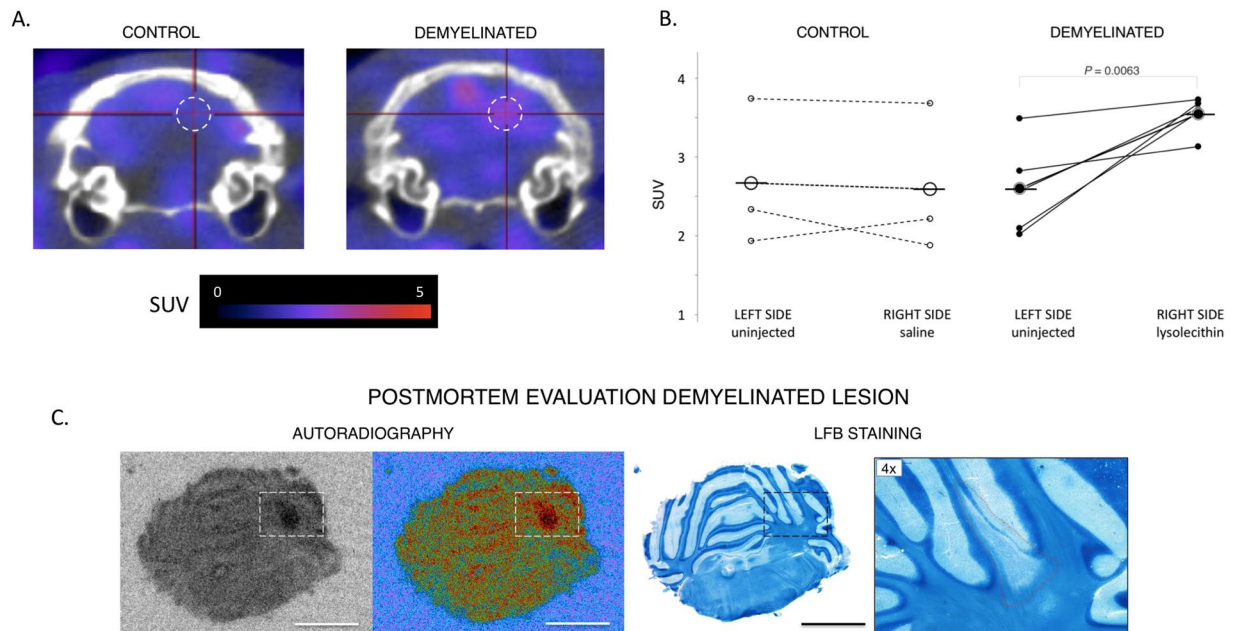 A.
CONTROL
DEMYELINATED
SUV
0
5
B.
CONTROL
DEMYELINATED
P = 0.0063
SUV
4
3
2
1
LEFT SIDE
uninjected
RIGHT SIDE
saline
LEFT SIDE
uninjected
RIGHT SIDE
lysolecithin
POSTMORTEM EVALUATION DEMYELINATED LESION
C.
AUTORADIOGRAPHY
LFB STAINING
4x